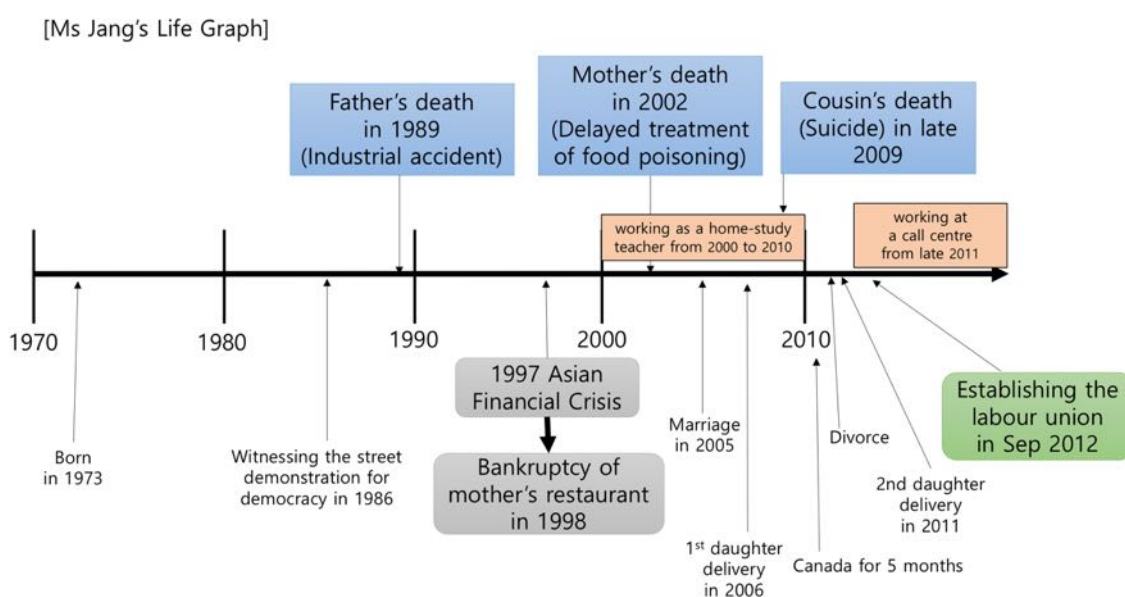 [Ms Jang's Life Graph]
Father's death
in 1989
(Industrial accident)
Mother's death
in 2002
(Delayed treatment
of food poisoning)
Cousin's death
(Suicide) in late
2009
working as a home-study
teacher from 2000 to 2010
working at
a call centre
from late 2011
1970
1980
1990
2000
2010
Born
in 1973
Witnessing the street
demonstration for
democracy in 1986
1997 Asian
Financial Crisis
Bankruptcy of
mother's restaurant
in 1998
Marriage
in 2005
1st daughter
delivery
in 2006
Canada for 5 months
Divorce
2nd daughter
delivery
in 2011
Establishing the
labour union
in Sep 2012